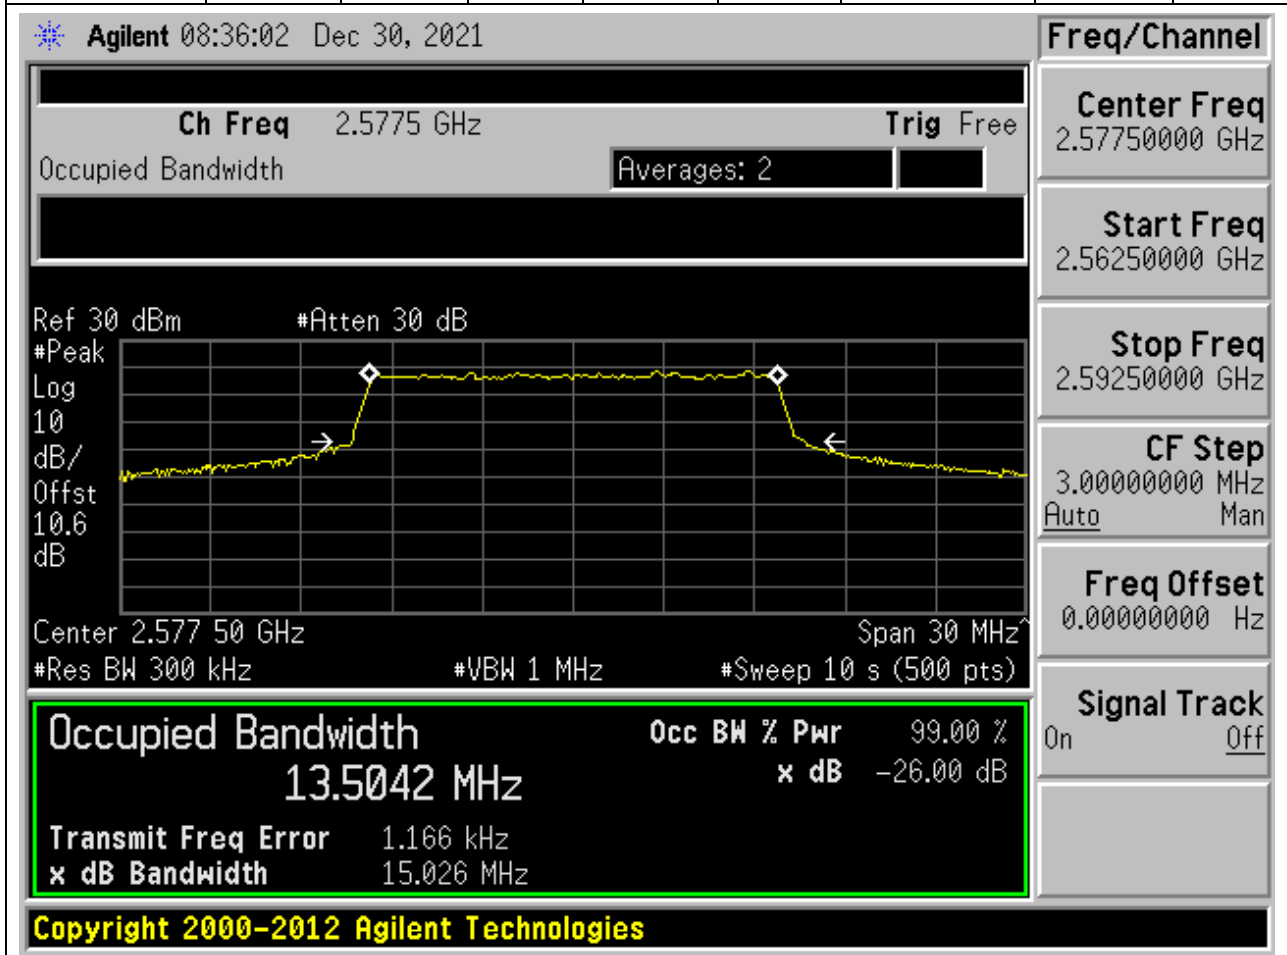 Agilent 08:36:02 Dec 30, 2021
Freq/Channel
Ch Freq 2.5775 GHz Trig Free
Occupied Bandwidth Averages: 2
Center Freq
2.57750000 GHz
Start Freq
2.56250000 GHz
Stop Freq
2.59250000 GHz
CF Step
3.00000000 MHz
Auto Man
Freq Offset
0.00000000 Hz
Signal Track
On Off
Ref 30 dBm #Atten 30 dB
#Peak
Log
10
dB/
Offst
10.6
dB
Center 2.577 50 GHz Span 30 MHz^
#Res BW 300 kHz #VBW 1 MHz #Sweep 10 s (500 pts)
Occupied Bandwidth Occ BW % Pwr 99.00 %
13.5042 MHz x dB -26.00 dB
Transmit Freq Error 1.166 kHz
x dB Bandwidth 15.026 MHz
Copyright 2000-2012 Agilent Technologies